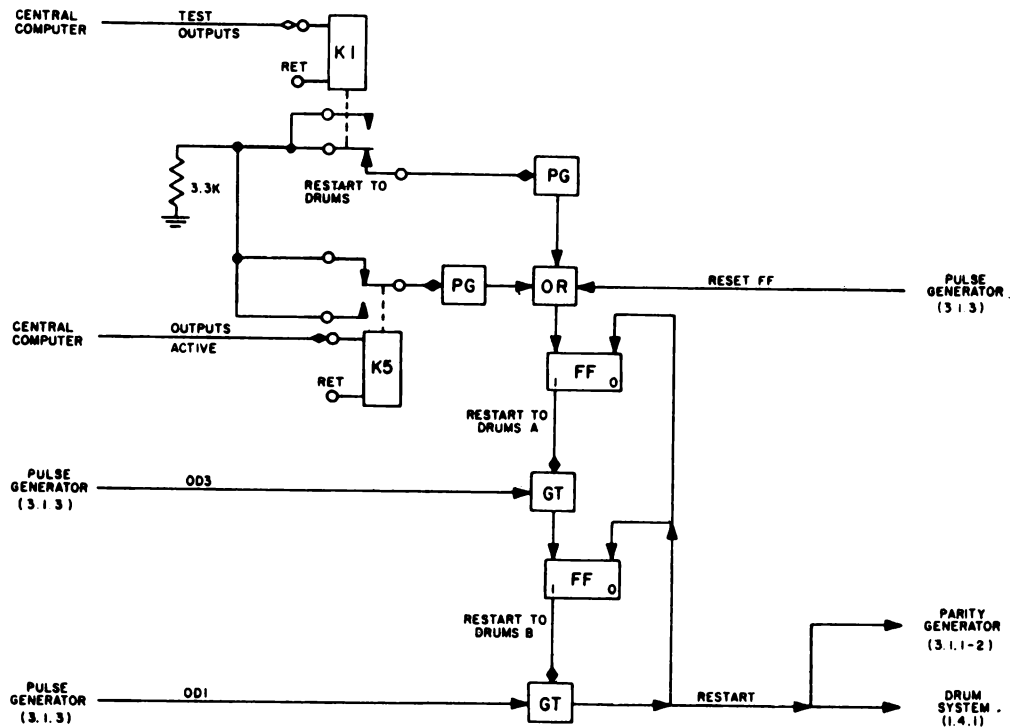 CENTRAL
COMPUTER
TEST
OUTPUTS
K1
RET
3.3K
RESTART TO
DRUMS
PG
PG
OR
RESET FF
PULSE
GENERATOR
(3.1.3)
CENTRAL
COMPUTER
OUTPUTS
ACTIVE
K5
RET
FF
1 0
RESTART TO
DRUMS A
PULSE
GENERATOR
(3.1.3)
OD3
GT
FF
1 0
RESTART TO
DRUMS B
PARITY
GENERATOR
(3.1.1-2)
PULSE
GENERATOR
(3.1.3)
OD1
GT
RESTART
DRUM
SYSTEM
(1.4.1)